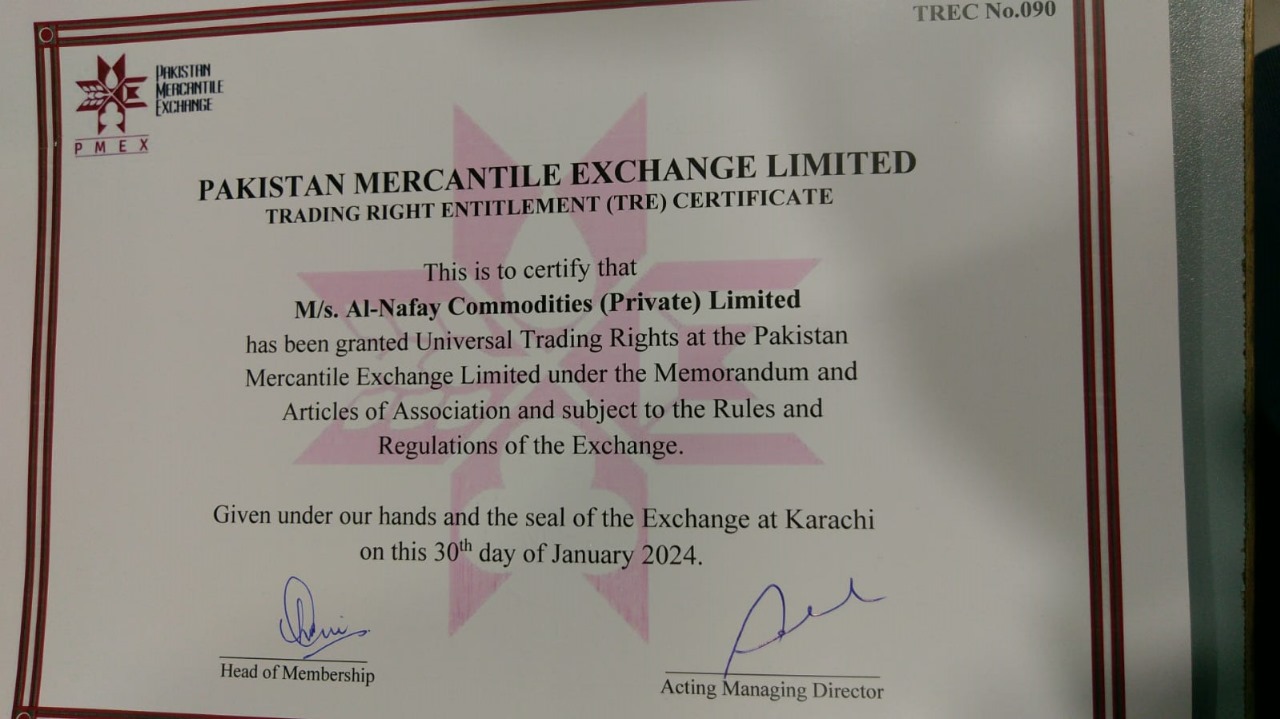 TREC No.090
PAKISTAN
MERCANTILE
EXCHANGE
PMEX
PAKISTAN MERCANTILE EXCHANGE LIMITED
TRADING RIGHT ENTITLEMENT (TRE) CERTIFICATE
This is to certify that
M/s. Al-Nafay Commodities (Private) Limited
has been granted Universal Trading Rights at the Pakistan
Mercantile Exchange Limited under the Memorandum and
Articles of Association and subject to the Rules and
Regulations of the Exchange.
Given under our hands and the seal of the Exchange at Karachi
on this 30th day of January 2024.
Head of Membership
Acting Managing Director